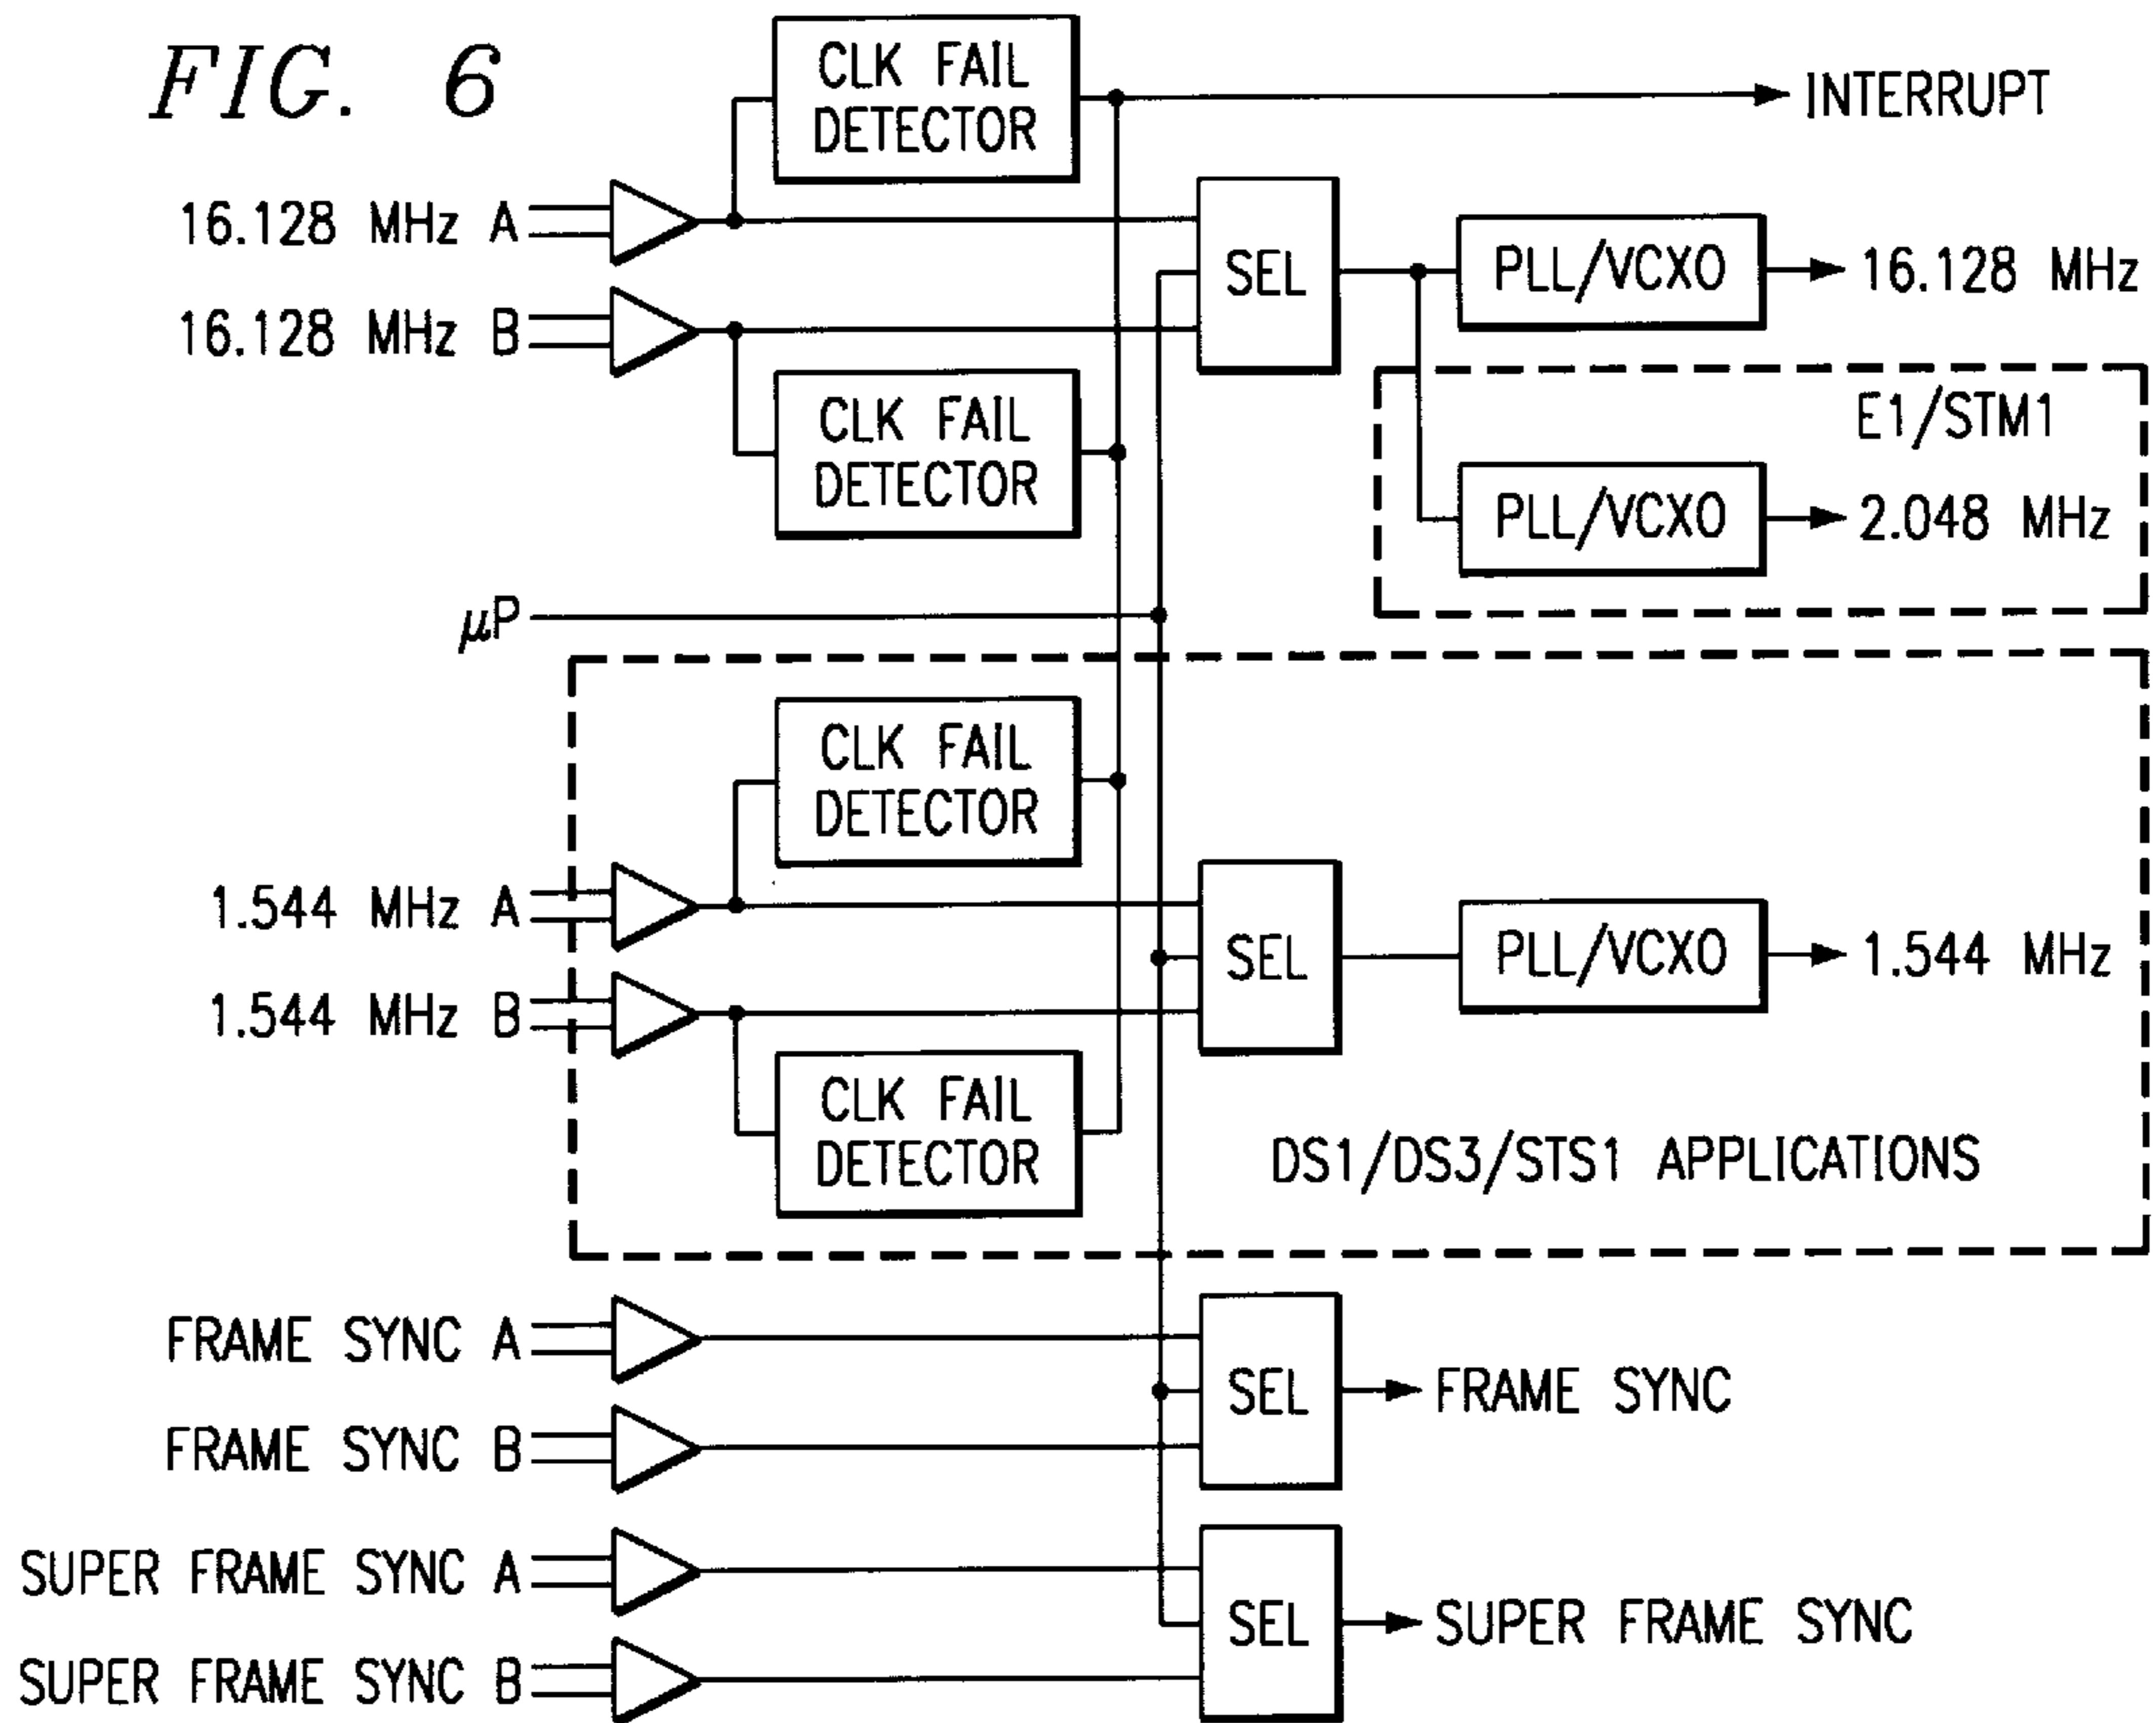 FIG. 6
CLK FAIL
DETECTOR
INTERRUPT
16.128 MHz A
SEL
PLL/VCXO
16.128 MHz
16.128 MHz B
CLK FAIL
DETECTOR
E1/STM1
PLL/VCXO
2.048 MHz
μP
CLK FAIL
DETECTOR
1.544 MHz A
SEL
PLL/VCXO
1.544 MHz
1.544 MHz B
CLK FAIL
DETECTOR
DS1/DS3/STS1 APPLICATIONS
FRAME SYNC A
SEL
FRAME SYNC
FRAME SYNC B
SUPER FRAME SYNC A
SEL
SUPER FRAME SYNC
SUPER FRAME SYNC B